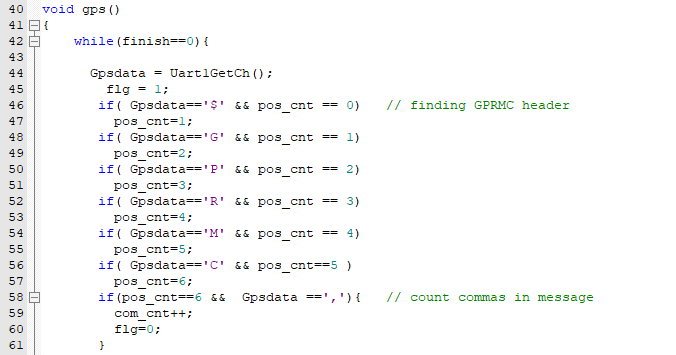 40 void gps()
41 {
42 while(finish==0){
43
44 Gpsdata = Uart1GetCh();
45 flg = 1;
46 if( Gpsdata=='$' && pos_cnt == 0) // finding GPRMC header
47 pos_cnt=1;
48 if( Gpsdata=='G' && pos_cnt == 1)
49 pos_cnt=2;
50 if( Gpsdata=='P' && pos_cnt == 2)
51 pos_cnt=3;
52 if( Gpsdata=='R' && pos_cnt == 3)
53 pos_cnt=4;
54 if( Gpsdata=='M' && pos_cnt == 4)
55 pos_cnt=5;
56 if( Gpsdata=='C' && pos_cnt==5 )
57 pos_cnt=6;
58 if(pos_cnt==6 && Gpsdata ==','){ // count commas in message
59 com_cnt++;
60 flg=0;
61 }